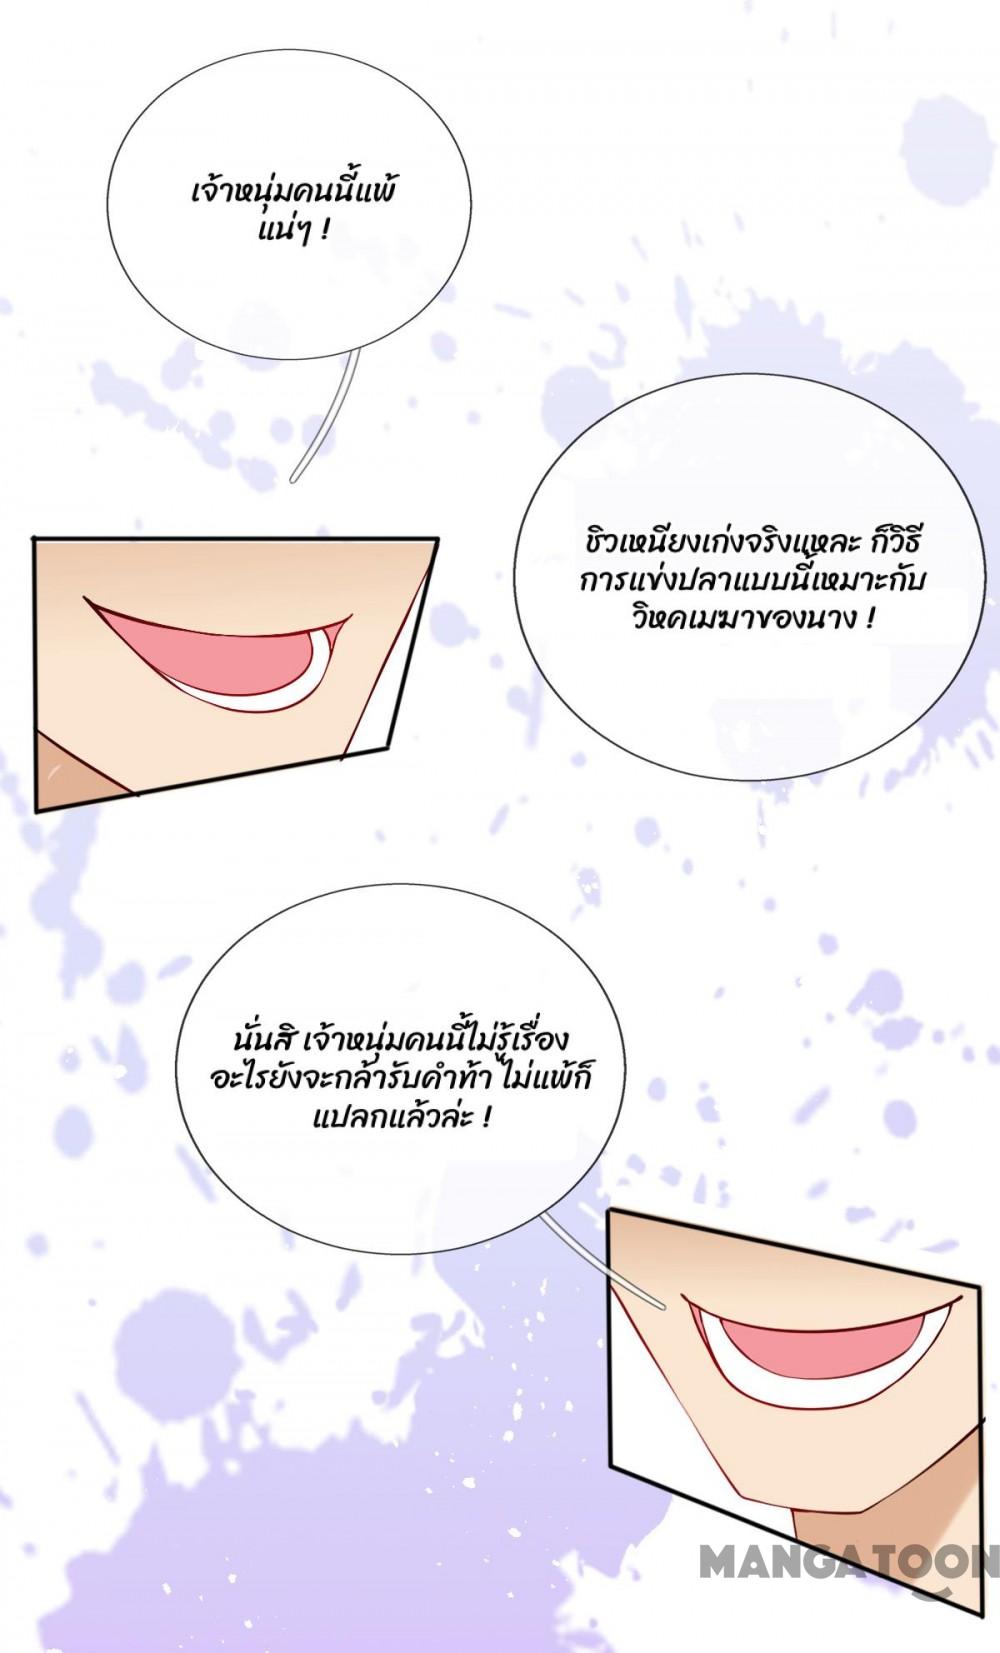 เจ้าหนุ่มคนนี้แพ้
แน่ๆ !
ชิวเหนียงเก่งจริงแหละ ก็วิธี
การแข่งปลาแบบนี้เหมาะกับ
วิหคเมฆาของนาง !
นั่นสิ เจ้าหนุ่มคนนี้ไม่รู้เรื่อง
อะไรยังจะกล้ารับคำท้า ไม่แพ้ก็
แปลกแล้วล่ะ !
MANGATOON